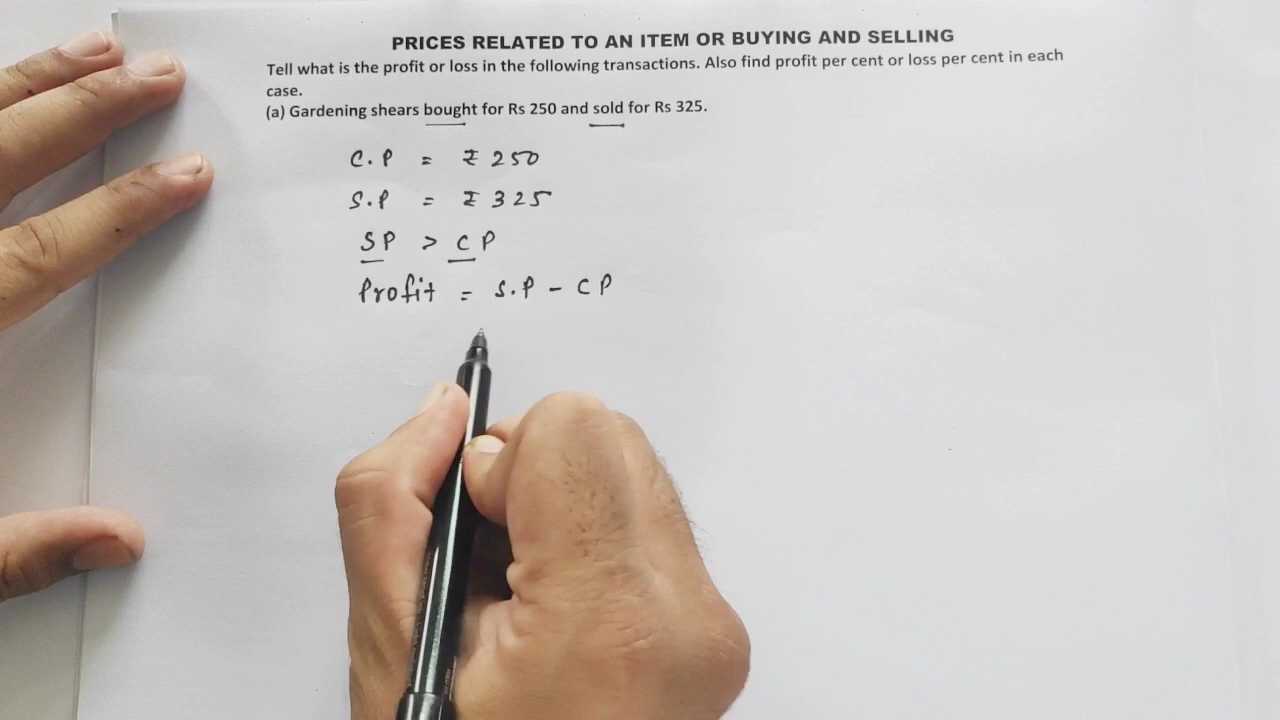 PRICES RELATED TO AN ITEM OR BUYING AND SELLING
Tell what is the profit or loss in the following transactions. Also find profit per cent or loss per cent in each
case.
(a) Gardening shears bought for Rs 250 and sold for Rs 325.
C.P = ₹ 250
S.P = ₹ 325
SP > CP
Profit = S.P - CP